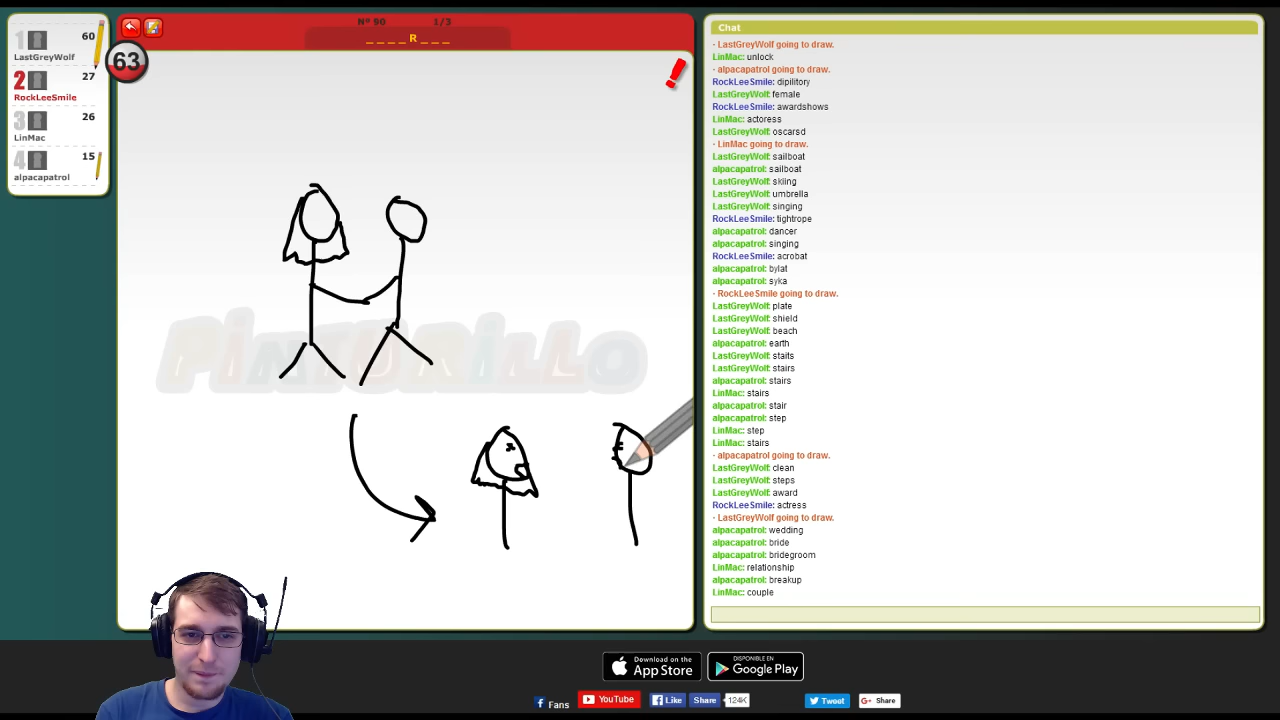 1 60
LastGreyWolf
2 27
RockLeeSmile
3 26
LinMac
4 15
alpacapatrol
63
Nº 90 1/3
_ _ _ _ R _ _ _
PINTURILLO
Chat
· LastGreyWolf going to draw.
LinMac: unlock
· alpacapatrol going to draw.
RockLeeSmile: dipilitory
LastGreyWolf: female
RockLeeSmile: awardshows
LinMac: actoress
LastGreyWolf: oscarsd
· LinMac going to draw.
LastGreyWolf: sailboat
alpacapatrol: sailboat
LastGreyWolf: skling
LastGreyWolf: umbrella
LastGreyWolf: singing
RockLeeSmile: tightrope
alpacapatrol: dancer
alpacapatrol: singing
RockLeeSmile: acrobat
alpacapatrol: bylat
alpacapatrol: syka
· RockLeeSmile going to draw.
LastGreyWolf: plate
LastGreyWolf: shield
LastGreyWolf: beach
alpacapatrol: earth
LastGreyWolf: staits
LastGreyWolf: stairs
alpacapatrol: stairs
LinMac: stairs
alpacapatrol: stair
alpacapatrol: step
LinMac: step
LinMac: stairs
· alpacapatrol going to draw.
LastGreyWolf: clean
LastGreyWolf: steps
LastGreyWolf: award
RockLeeSmile: actress
· LastGreyWolf going to draw.
alpacapatrol: wedding
alpacapatrol: bride
alpacapatrol: bridegroom
LinMac: relationship
alpacapatrol: breakup
LinMac: couple
Download on the
App Store
DISPONIBLE EN
Google Play
Fans YouTube Like Share 124K Tweet Share